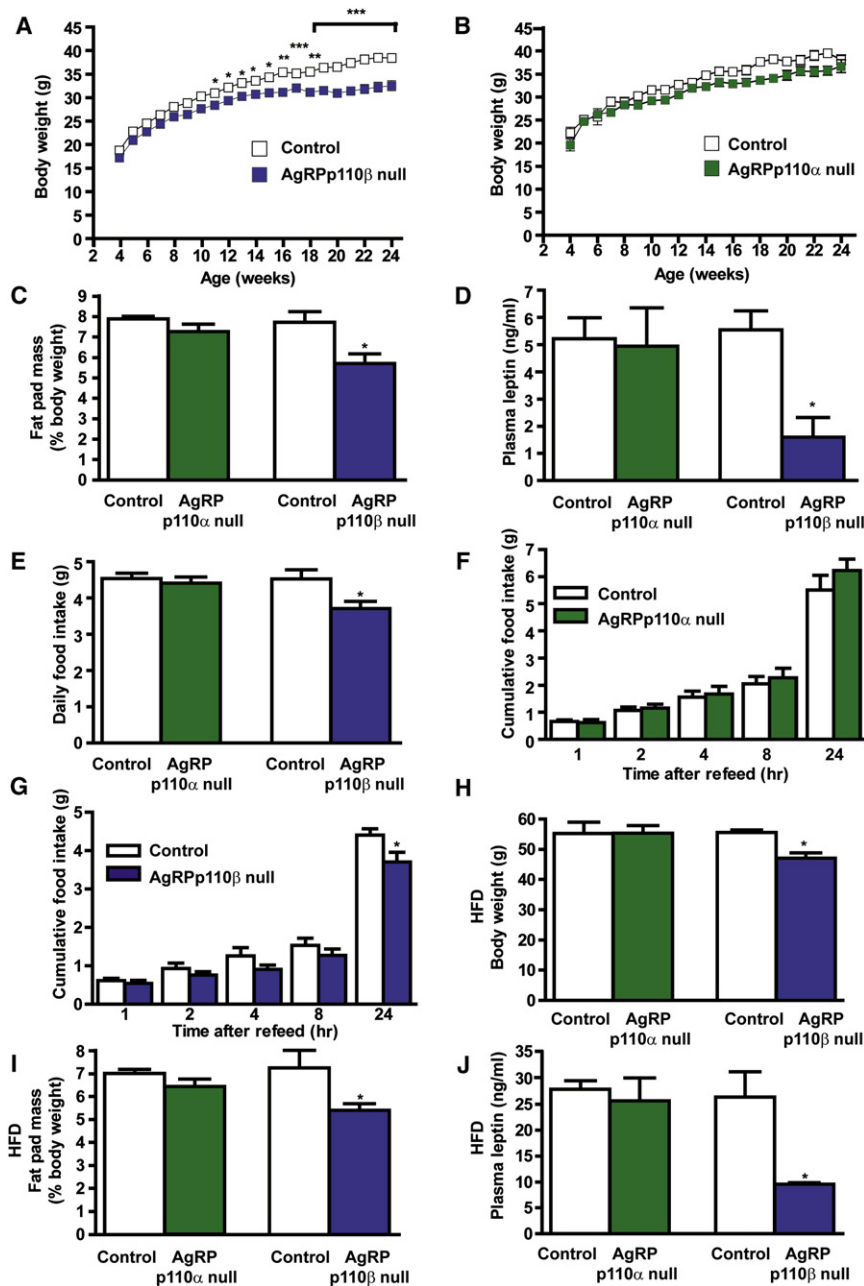 A
***
Body weight (g)
45
40
35
30
25
20
15
10
5
0
* * * * * ** *** **
Control
AgRPp110β null
2 4 6 8 10 12 14 16 18 20 22 24
Age (weeks)
B
Body weight (g)
45
40
35
30
25
20
15
10
5
0
Control
AgRPp110α null
2 4 6 8 10 12 14 16 18 20 22 24
Age (weeks)
C
Fat pad mass
(% body weight)
9
8
7
6
5
4
3
2
1
0
*
Control AgRP Control AgRP
p110α null p110β null
D
Plasma leptin (ng/ml)
7
6
5
4
3
2
1
0
*
Control AgRP Control AgRP
p110α null p110β null
E
Daily food intake (g)
5
4
3
2
1
0
*
Control AgRP Control AgRP
p110α null p110β null
F
Cumulative food intake (g)
7
6
5
4
3
2
1
0
Control
AgRPp110α null
1 2 4 8 24
Time after refeed (hr)
G
Cumulative food intake (g)
5
4
3
2
1
0
Control
AgRPp110β null
*
1 2 4 8 24
Time after refeed (hr)
H
HFD
Body weight (g)
60
50
40
30
20
10
0
*
Control AgRP Control AgRP
p110α null p110β null
I
HFD
Fat pad mass
(% body weight)
8
7
6
5
4
3
2
1
0
*
Control AgRP Control AgRP
p110α null p110β null
J
HFD
Plasma leptin (ng/ml)
35
30
25
20
15
10
5
0
*
Control AgRP Control AgRP
p110α null p110β null